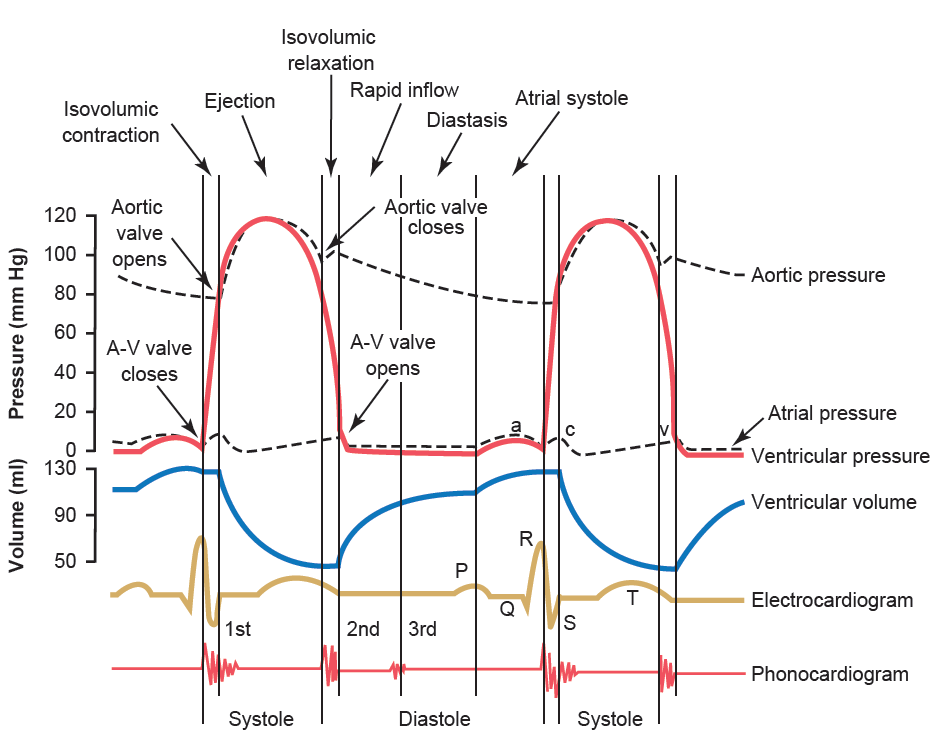 Isovolumic
relaxation
Rapid inflow
Ejection
Atrial systole
Isovolumic
contraction
Diastasis
Aortic
valve
opens
Aortic valve
closes
120
100
80
60
40
20
0
Pressure (mm Hg)
Aortic pressure
A-V valve
closes
A-V valve
opens
a
c
v
Atrial pressure
Ventricular pressure
130
90
50
Volume (ml)
Ventricular volume
R
P
Q
S
T
Electrocardiogram
1st
2nd
3rd
Phonocardiogram
Systole
Diastole
Systole